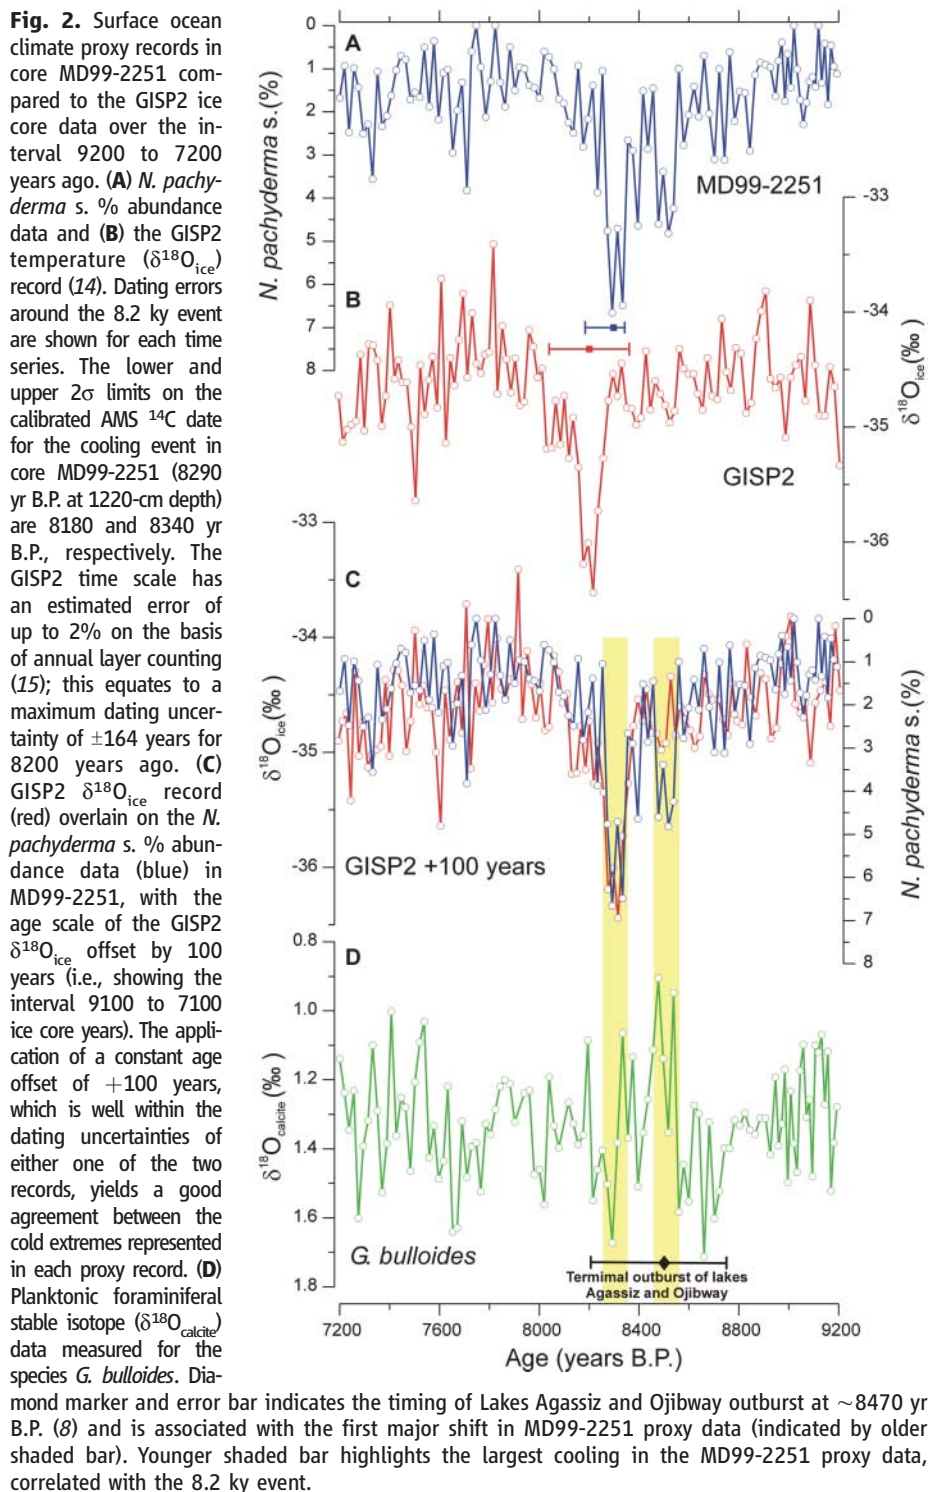 Fig. 2. Surface ocean
climate proxy records in
core MD99-2251 com-
pared to the GISP2 ice
core data over the in-
terval 9200 to 7200
years ago. (A) N. pachy-
derma s. % abundance
data and (B) the GISP2
temperature (δ¹⁸O_ice)
record (14). Dating errors
around the 8.2 ky event
are shown for each time
series. The lower and
upper 2σ limits on the
calibrated AMS ¹⁴C date
for the cooling event in
core MD99-2251 (8290
yr B.P. at 1220-cm depth)
are 8180 and 8340 yr
B.P., respectively. The
GISP2 time scale has
an estimated error of
up to 2% on the basis
of annual layer counting
(15); this equates to a
maximum dating uncer-
tainty of ±164 years for
8200 years ago. (C)
GISP2 δ¹⁸O_ice record
(red) overlain on the N.
pachyderma s. % abun-
dance data (blue) in
MD99-2251, with the
age scale of the GISP2
δ¹⁸O_ice offset by 100
years (i.e., showing the
interval 9100 to 7100
ice core years). The appli-
cation of a constant age
offset of +100 years,
which is well within the
dating uncertainties of
either one of the two
records, yields a good
agreement between the
cold extremes represented
in each proxy record. (D)
Planktonic foraminiferal
stable isotope (δ¹⁸O_calcite)
data measured for the
species G. bulloides. Dia-
mond marker and error bar indicates the timing of Lakes Agassiz and Ojibway outburst at ~8470 yr
B.P. (8) and is associated with the first major shift in MD99-2251 proxy data (indicated by older
shaded bar). Younger shaded bar highlights the largest cooling in the MD99-2251 proxy data,
correlated with the 8.2 ky event.
A
N. pachyderma s.(%)
0
1
2
3
4
5
6
7
8
MD99-2251
B
-33
-34
-35
-36
δ¹⁸O_ice(‰)
GISP2
C
-33
-34
-35
-36
δ¹⁸O_ice(‰)
GISP2 +100 years
0
1
2
3
4
5
6
7
8
N. pachyderma s.(%)
D
0.8
1.0
1.2
1.4
1.6
1.8
δ¹⁸O_calcite(‰)
G. bulloides
Termimal outburst of lakes
Agassiz and Ojibway
7200 7600 8000 8400 8800 9200
Age (years B.P.)